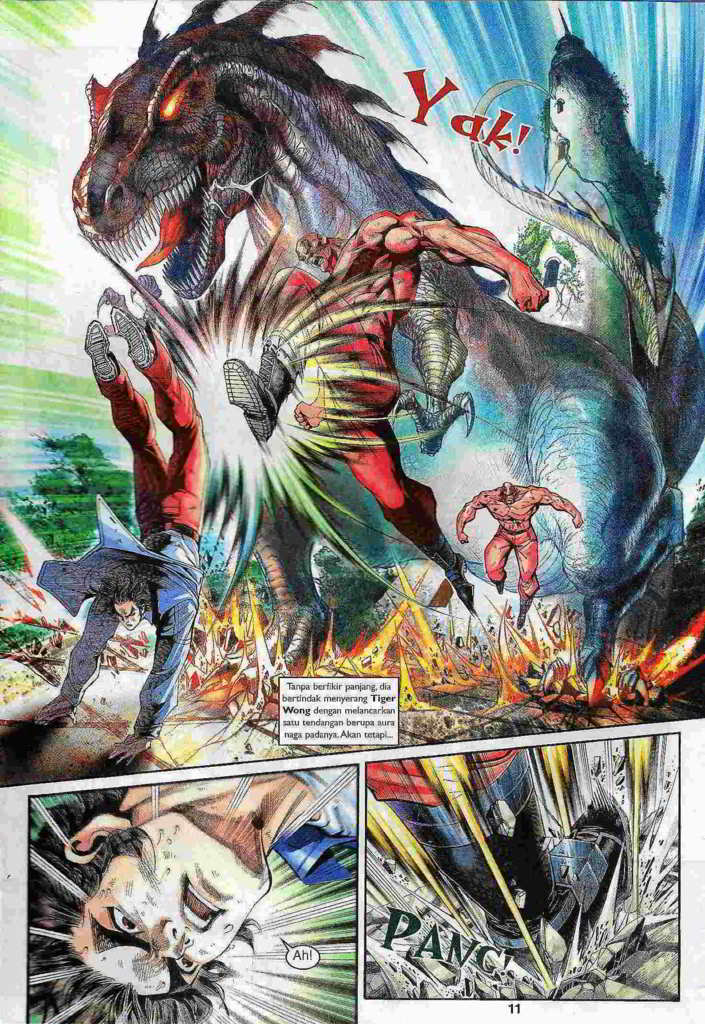 Yak!
Tanpa berfikir panjang, dia
bertindak menyerang Tiger
Wong dengan melancarkan
satu tendangan berupa aura
naga padanya. Akan tetapi...
Ah!
PANG!
11